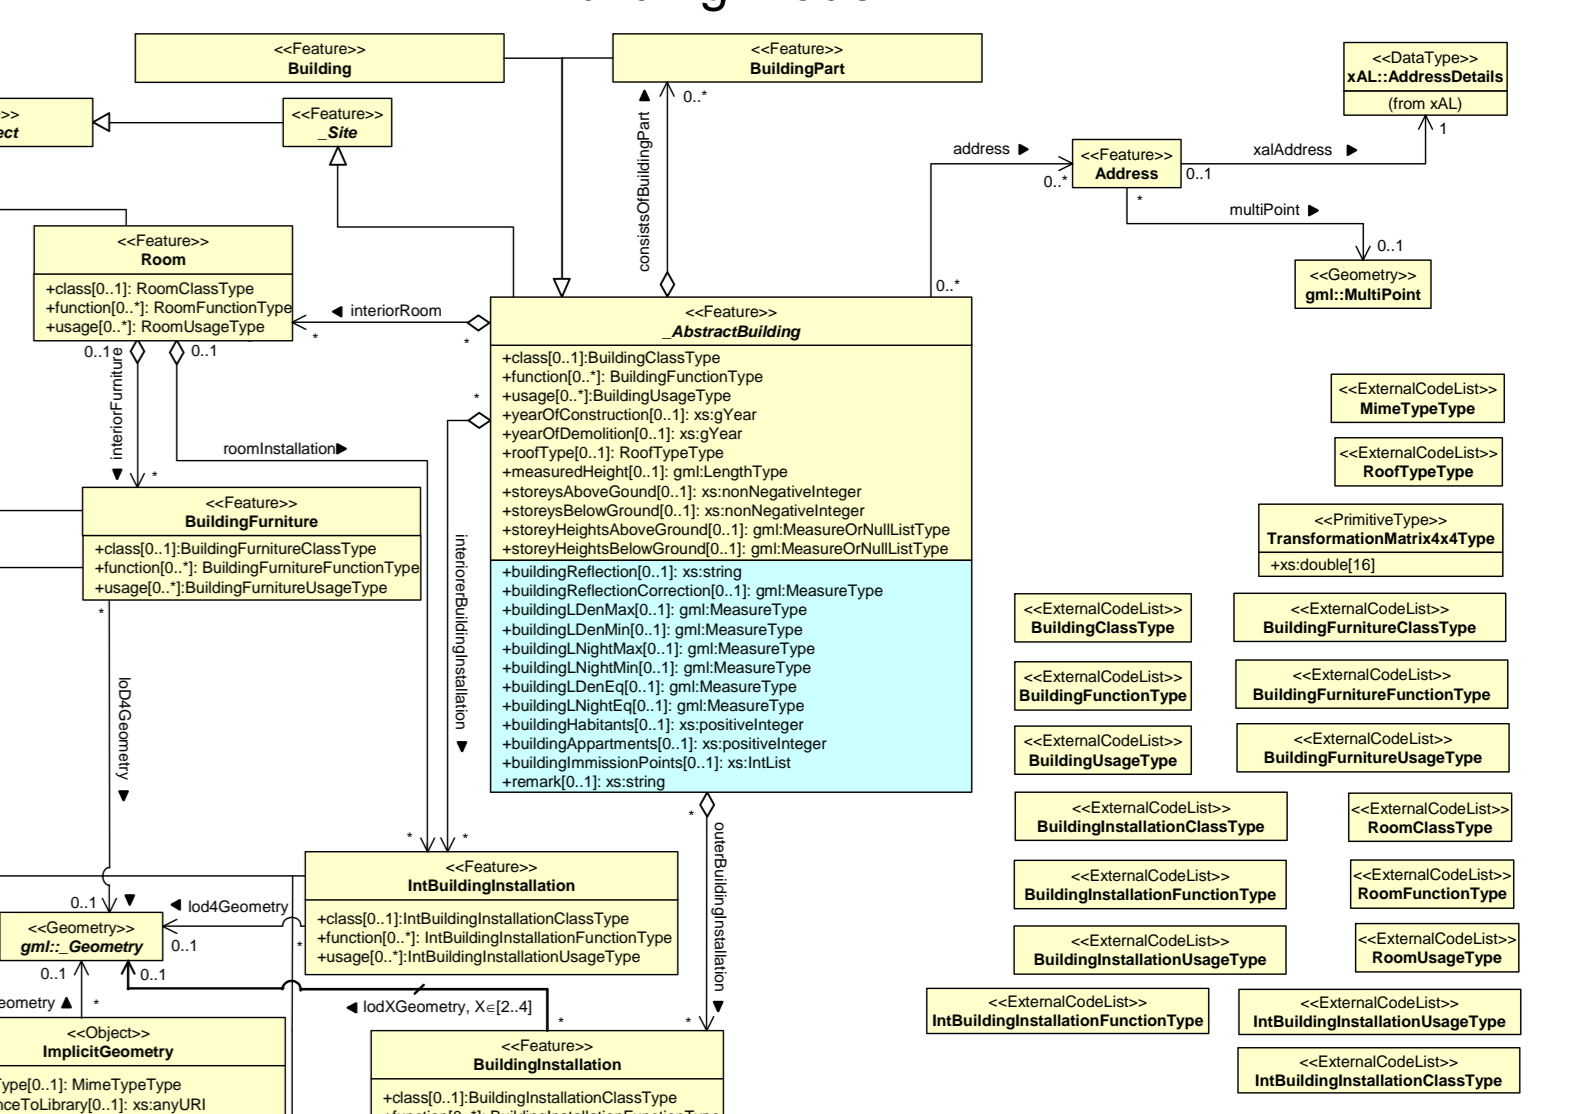 <<Feature>>
Building
<<Feature>>
BuildingPart
<<DataType>>
xAL::AddressDetails
(from xAL)
1
<<Feature>>
_Site
consistsOfBuildingPart
0..*
address
0..*
<<Feature>>
Address
0..1
xalAddress
*
multiPoint
0..1
<<Geometry>>
gml::MultiPoint
<<Feature>>
Room
+class[0..1]: RoomClassType
+function[0..*]: RoomFunctionType
+usage[0..*]: RoomUsageType
interiorRoom
*
*
0..*
<<Feature>>
_AbstractBuilding
+class[0..1]:BuildingClassType
+function[0..*]: BuildingFunctionType
+usage[0..*]:BuildingUsageType
+yearOfConstruction[0..1]: xs:gYear
+yearOfDemolition[0..1]: xs:gYear
+roofType[0..1]: RoofTypeType
+measuredHeight[0..1]: gml:LengthType
+storeysAboveGound[0..1]: xs:nonNegativeInteger
+storeysBelowGround[0..1]: xs:nonNegativeInteger
+storeyHeightsAboveGround[0..1]: gml:MeasureOrNullListType
+storeyHeightsBelowGround[0..1]: gml:MeasureOrNullListType
+buildingReflection[0..1]: xs:string
+buildingReflectionCorrection[0..1]: gml:MeasureType
+buildingLDenMax[0..1]: gml:MeasureType
+buildingLDenMin[0..1]: gml:MeasureType
+buildingLNightMax[0..1]: gml:MeasureType
+buildingLNightMin[0..1]: gml:MeasureType
+buildingLDenEq[0..1]: gml:MeasureType
+buildingLNightEq[0..1]: gml:MeasureType
+buildingHabitants[0..1]: xs:positiveInteger
+buildingAppartments[0..1]: xs:positiveInteger
+buildingImmissionPoints[0..1]: xs:IntList
+remark[0..1]: xs:string
0..1
0..1
interiorFurniture
*
roomInstallation
*
interiorerBuildingInstallation
<<Feature>>
BuildingFurniture
+class[0..1]:BuildingFurnitureClassType
+function[0..*]: BuildingFurnitureFunctionType
+usage[0..*]:BuildingFurnitureUsageType
*
loD4Geometry
0..1
*
*
<<Feature>>
IntBuildingInstallation
+class[0..1]:IntBuildingInstallationClassType
+function[0..*]: IntBuildingInstallationFunctionType
+usage[0..*]:IntBuildingInstallationUsageType
lod4Geometry
0..1
*
<<Geometry>>
gml::_Geometry
0..1
0..1
*
lodXGeometry, X∈[2..4]
*
*
outerBuildingInstallation
*
<<Object>>
ImplicitGeometry
<<Feature>>
BuildingInstallation
+class[0..1]:BuildingInstallationClassType
<<ExternalCodeList>>
MimeTypeType
<<ExternalCodeList>>
RoofTypeType
<<PrimitiveType>>
TransformationMatrix4x4Type
+xs:double[16]
<<ExternalCodeList>>
BuildingClassType
<<ExternalCodeList>>
BuildingFurnitureClassType
<<ExternalCodeList>>
BuildingFunctionType
<<ExternalCodeList>>
BuildingFurnitureFunctionType
<<ExternalCodeList>>
BuildingUsageType
<<ExternalCodeList>>
BuildingFurnitureUsageType
<<ExternalCodeList>>
BuildingInstallationClassType
<<ExternalCodeList>>
RoomClassType
<<ExternalCodeList>>
BuildingInstallationFunctionType
<<ExternalCodeList>>
RoomFunctionType
<<ExternalCodeList>>
BuildingInstallationUsageType
<<ExternalCodeList>>
RoomUsageType
<<ExternalCodeList>>
IntBuildingInstallationFunctionType
<<ExternalCodeList>>
IntBuildingInstallationUsageType
<<ExternalCodeList>>
IntBuildingInstallationClassType